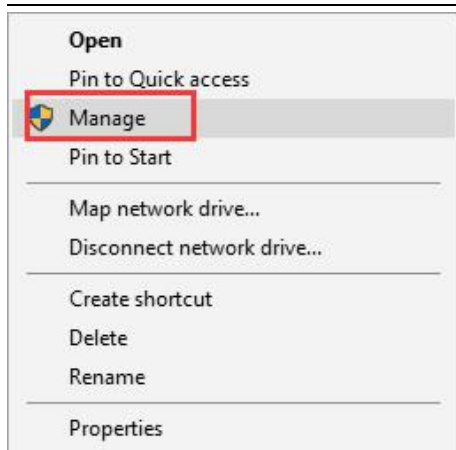 Open
Pin to Quick access
Manage
Pin to Start
Map network drive...
Disconnect network drive...
Create shortcut
Delete
Rename
Properties